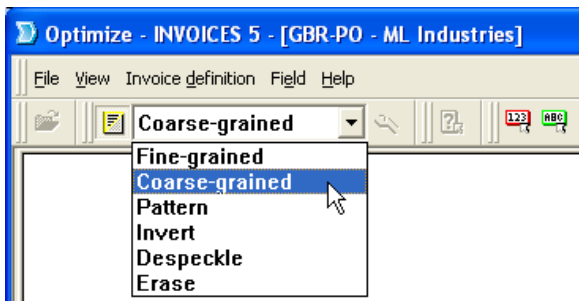 Optimize - INVOICES 5 - [GBR-PO - ML Industries]
File View Invoice definition Field Help
Coarse-grained ? 123 ABC
Fine-grained
Coarse-grained
Pattern
Invert
Despeckle
Erase